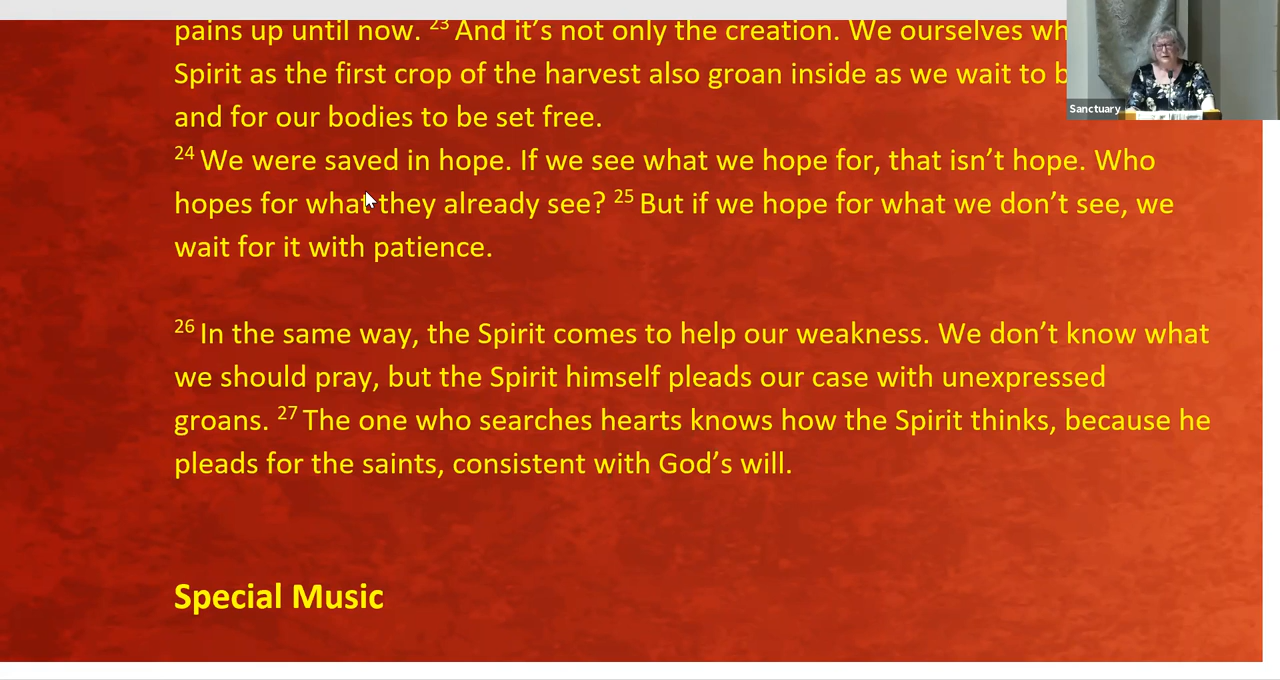 pains up until now. 23 And it’s not only the creation. We ourselves wh
Sanctuary
Spirit as the first crop of the harvest also groan inside as we wait to b
and for our bodies to be set free.
24 We were saved in hope. If we see what we hope for, that isn’t hope. Who
hopes for what they already see? 25 But if we hope for what we don’t see, we
wait for it with patience.
26 In the same way, the Spirit comes to help our weakness. We don’t know what
we should pray, but the Spirit himself pleads our case with unexpressed
groans. 27 The one who searches hearts knows how the Spirit thinks, because he
pleads for the saints, consistent with God’s will.
Special Music